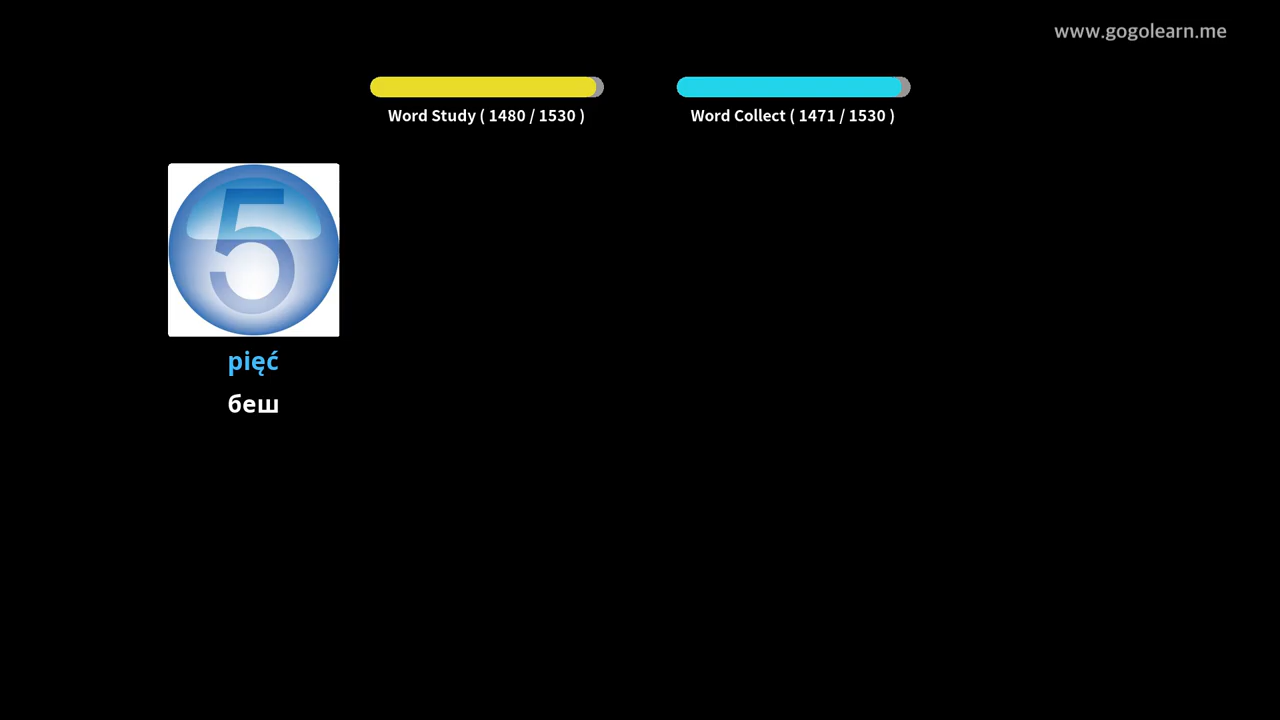 www.gogolearn.me
Word Study ( 1480 / 1530 )
Word Collect ( 1471 / 1530 )
5
pięć
беш